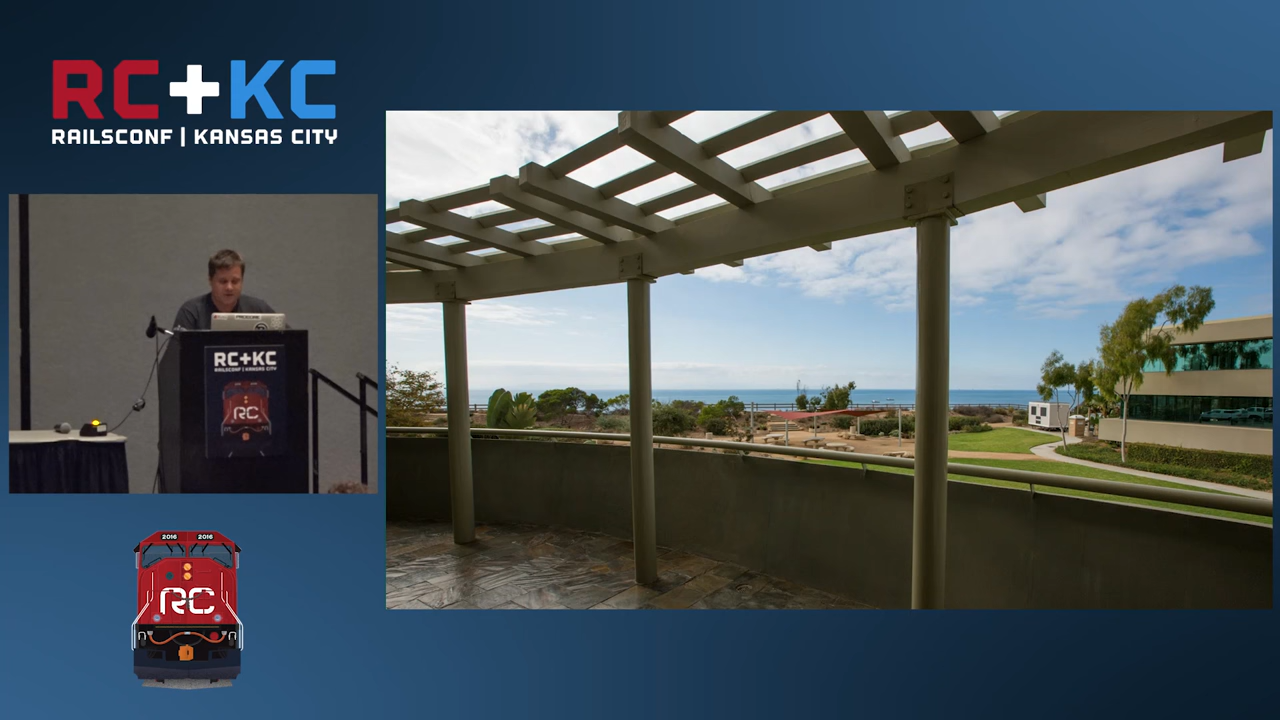 RC+KC
RAILSCONF | KANSAS CITY
RC+KC
RAILSCONF | KANSAS CITY
RC
2016 2016
RC